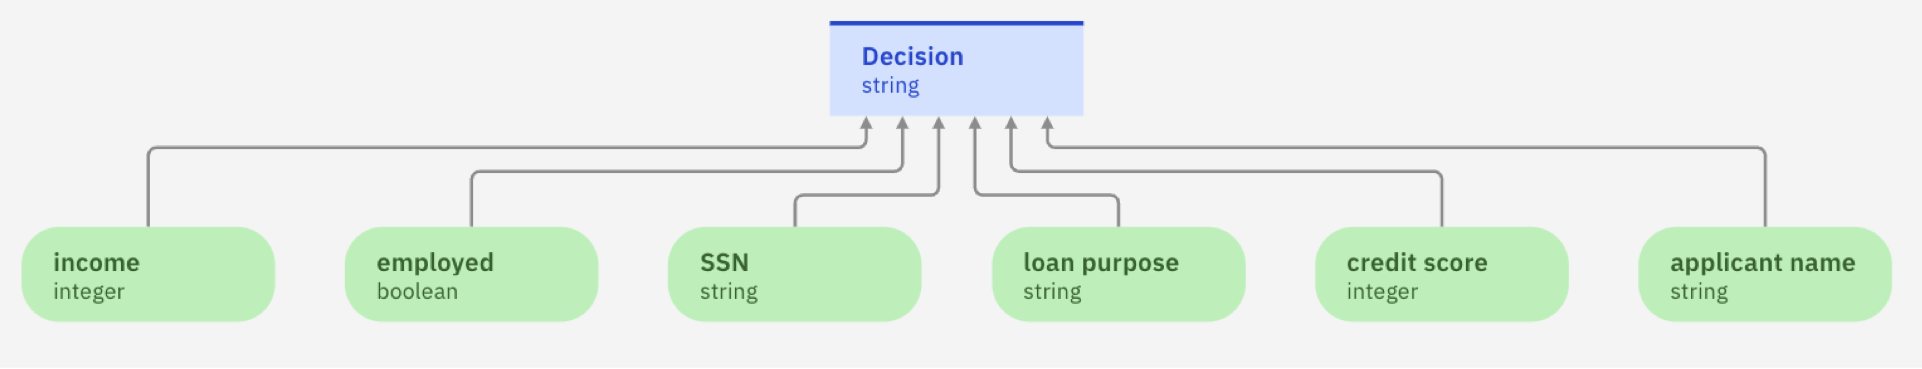 Decision
string
income
integer
employed
boolean
SSN
string
loan purpose
string
credit score
integer
applicant name
string